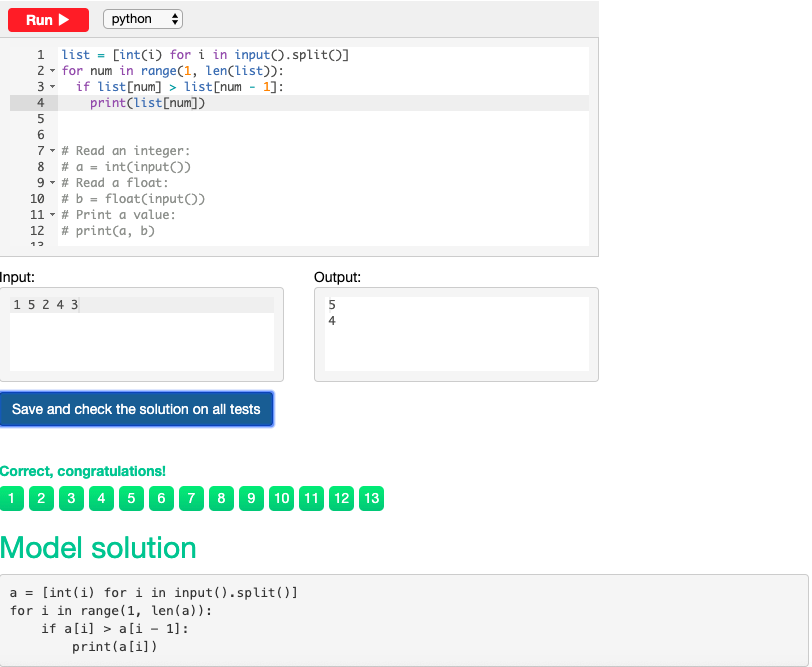 Run
python
1 list = [int(i) for i in input().split()]
2 for num in range(1, len(list)):
3   if list[num] > list[num - 1]:
4     print(list[num])
5
6
7 # Read an integer:
8 # a = int(input())
9 # Read a float:
10 # b = float(input())
11 # Print a value:
12 # print(a, b)
13
Input:
1 5 2 4 3
Output:
5
4
Save and check the solution on all tests
Correct, congratulations!
1 2 3 4 5 6 7 8 9 10 11 12 13
Model solution
a = [int(i) for i in input().split()]
for i in range(1, len(a)):
    if a[i] > a[i - 1]:
        print(a[i])